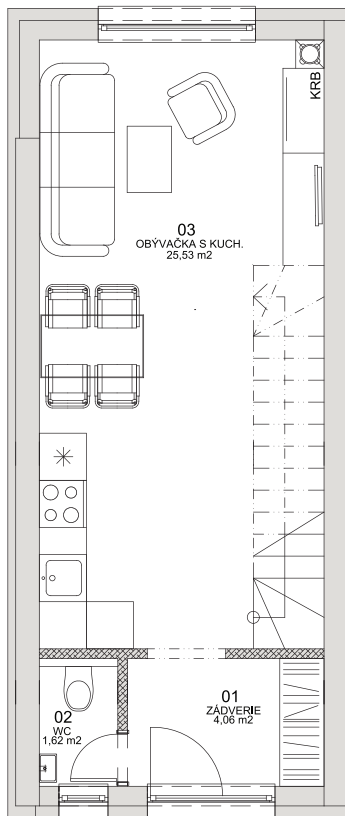 KRB
03
OBÝVAČKA S KUCH.
25,53 m2
01
ZÁDVERIE
4,06 m2
02
WC
1,62 m2